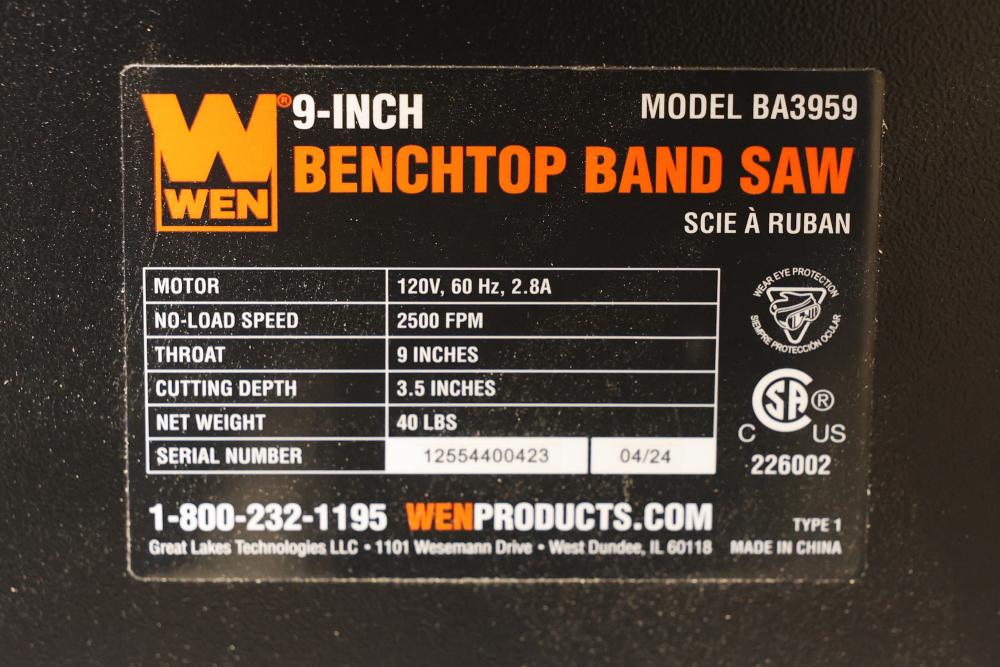 WEN®
9-INCH
MODEL BA3959
BENCHTOP BAND SAW
SCIE À RUBAN
MOTOR 120V, 60 Hz, 2.8A
NO-LOAD SPEED 2500 FPM
THROAT 9 INCHES
CUTTING DEPTH 3.5 INCHES
NET WEIGHT 40 LBS
SERIAL NUMBER 12554400423 04/24
WEAR EYE PROTECTION
SIEMPRE PROTECCIÓN OCULAR
CSA®
C US
226002
1-800-232-1195 WENPRODUCTS.COM
TYPE 1
Great Lakes Technologies LLC • 1101 Wesemann Drive • West Dundee, IL 60118
MADE IN CHINA